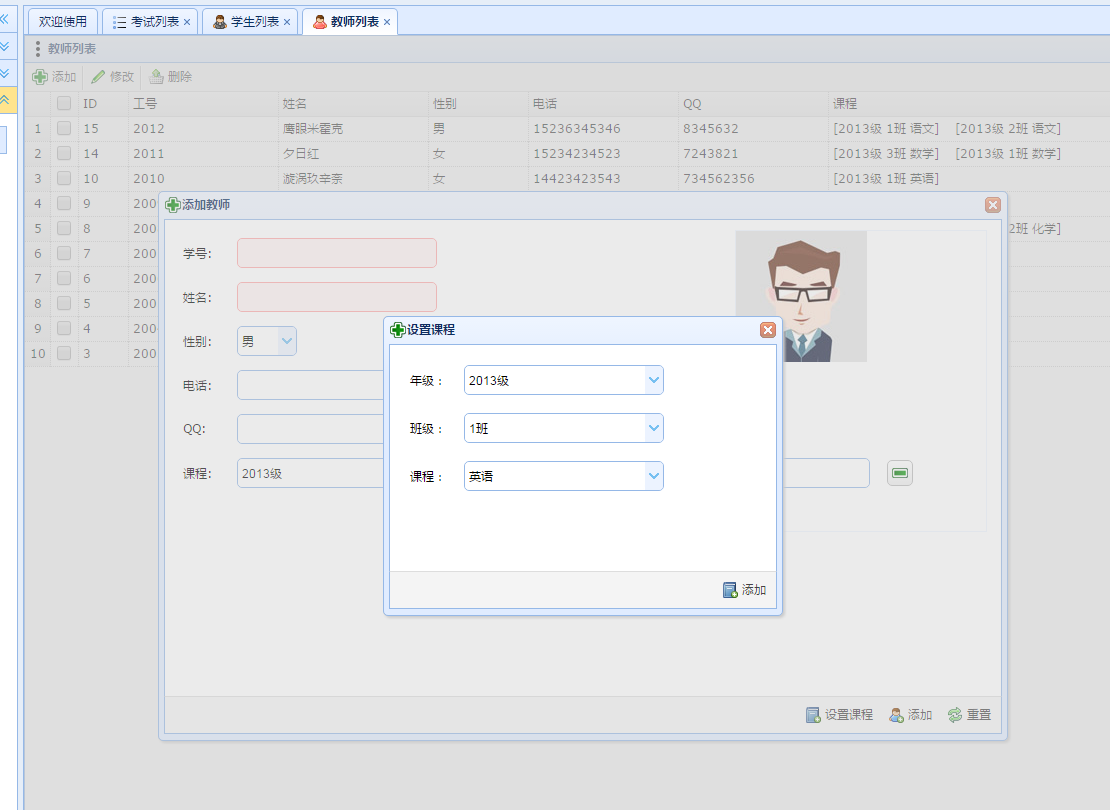 欢迎使用 考试列表 学生列表 教师列表
教师列表
添加 修改 删除
ID 工号 姓名 性别 电话 QQ 课程
1 15 2012 鹰眼米霍克 男 15236345346 8345632 [2013级 1班 语文] [2013级 2班 语文]
2 14 2011 夕日红 女 15234234523 7243821 [2013级 3班 数学] [2013级 1班 数学]
3 10 2010 漩涡玖辛奈 女 14423423543 734562356 [2013级 1班 英语]
4 9 200
5 8 200 2班 化学]
6 7 200
7 6 200
8 5 200
9 4 200
10 3 200
添加教师
学号:
姓名:
性别: 男
电话:
QQ:
课程: 2013级
设置课程
年级： 2013级
班级： 1班
课程： 英语
添加
设置课程 添加 重置